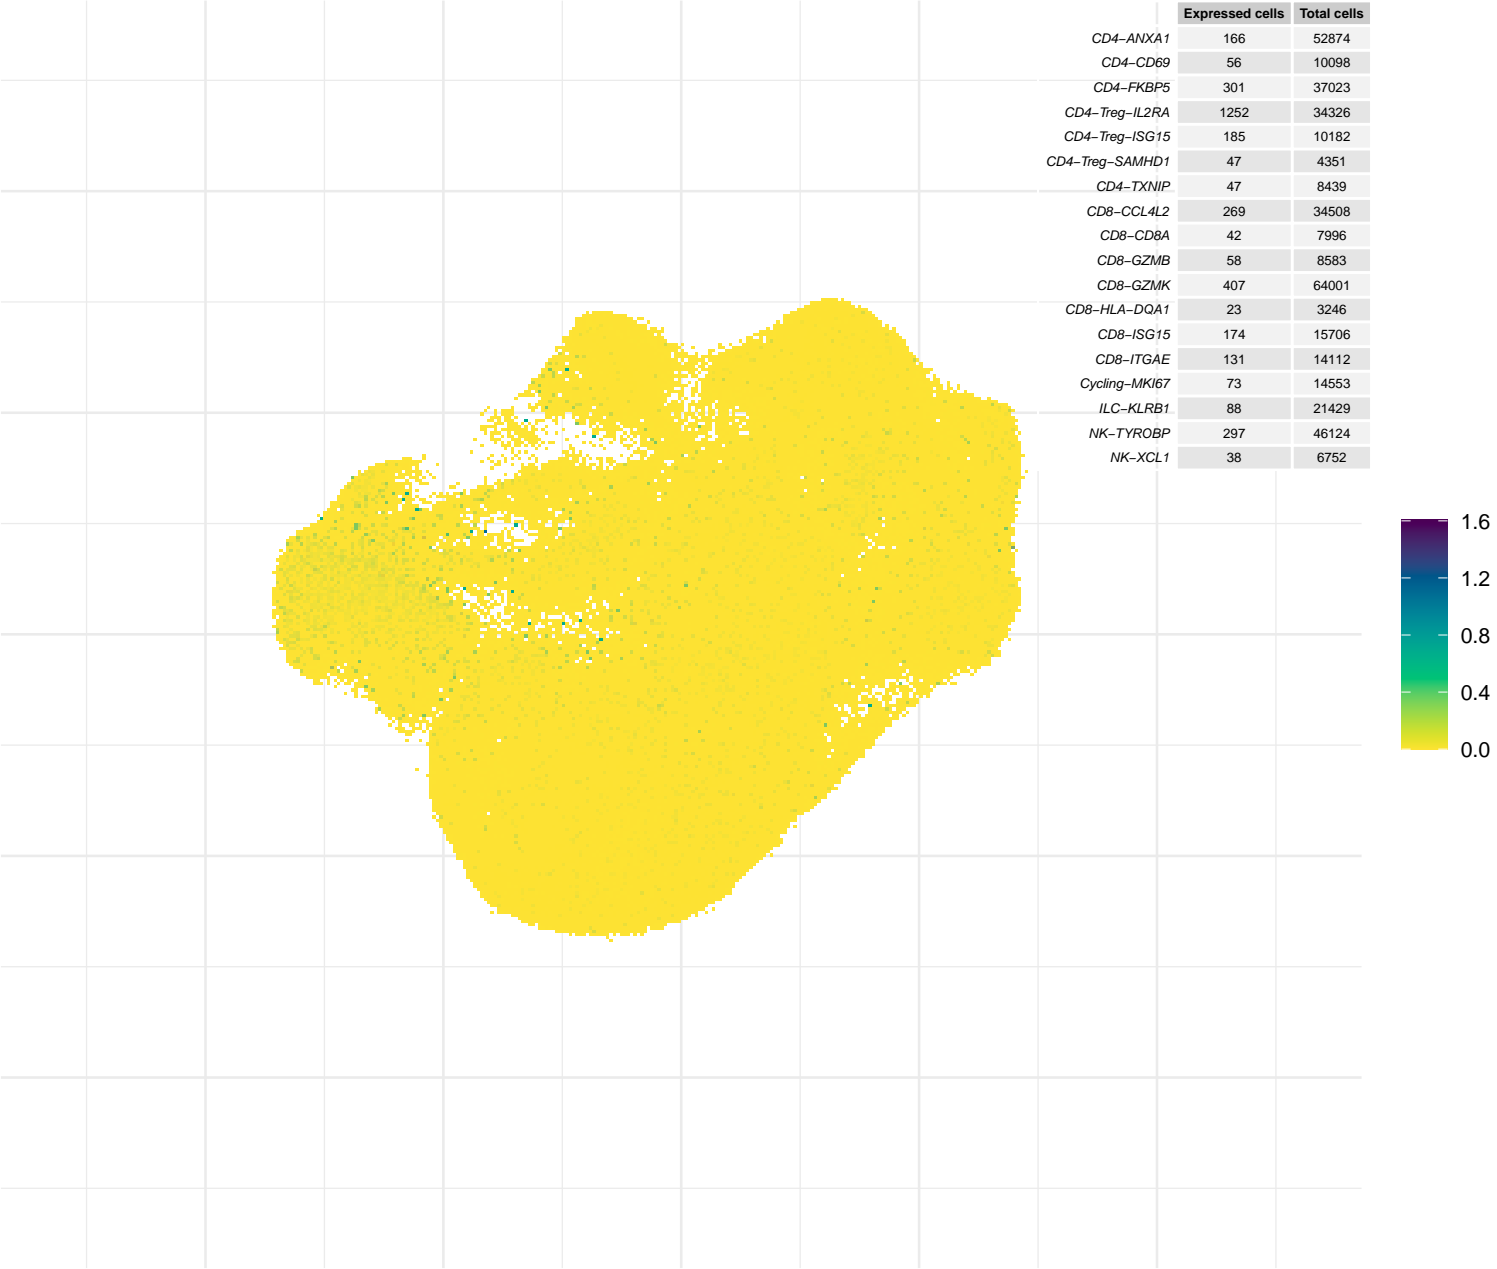 Expressed cells Total cells
CD4−ANXA1 166 52874
CD4−CD69 56 10098
CD4−FKBP5 301 37023
CD4−Treg−IL2RA 1252 34326
CD4−Treg−ISG15 185 10182
CD4−Treg−SAMHD1 47 4351
CD4−TXNIP 47 8439
CD8−CCL4L2 269 34508
CD8−CD8A 42 7996
CD8−GZMB 58 8583
CD8−GZMK 407 64001
CD8−HLA−DQA1 23 3246
CD8−ISG15 174 15706
CD8−ITGAE 131 14112
Cycling−MKI67 73 14553
ILC−KLRB1 88 21429
NK−TYROBP 297 46124
NK−XCL1 38 6752
1.6
1.2
0.8
0.4
0.0